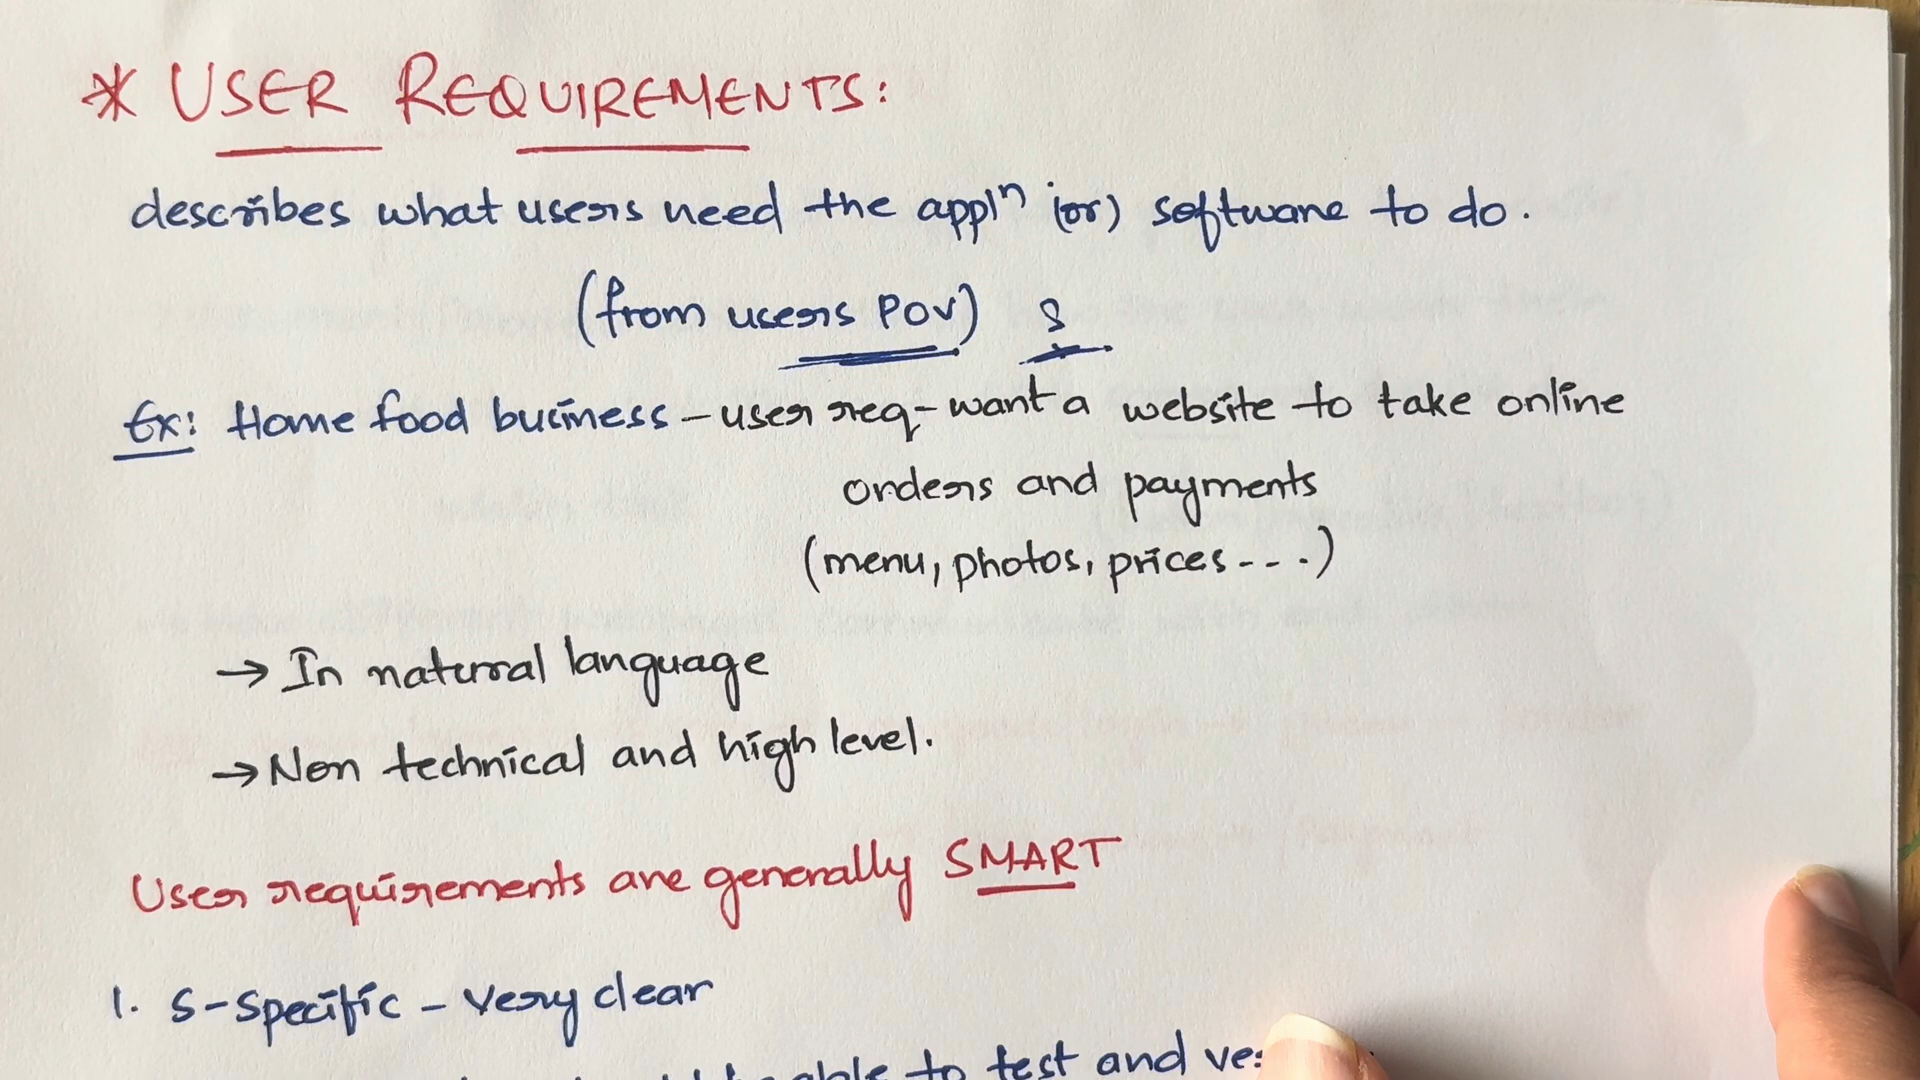 * USER REQUIREMENTS:
describes what users need the appln (or) software to do.
(from users POV) S
Ex: Home food business - user req - want a website to take online
orders and payments
(menu, photos, prices - - - .)
→ In natural language
→ Non technical and high level.
User requirements are generally SMART
1. S - Specific - Very clear
able to test and